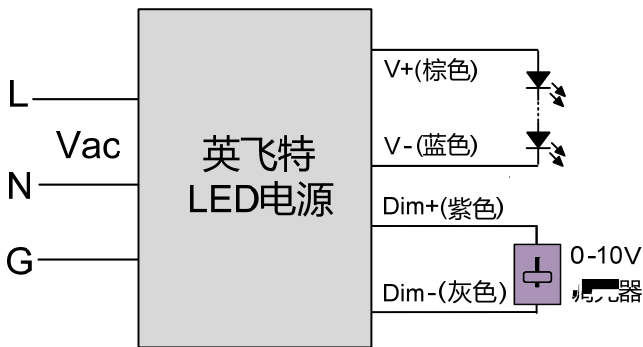 L
Vac
N
G
英飞特
LED电源
V+(棕色)
V-(蓝色)
Dim+(紫色)
Dim-(灰色)
0-10V
器